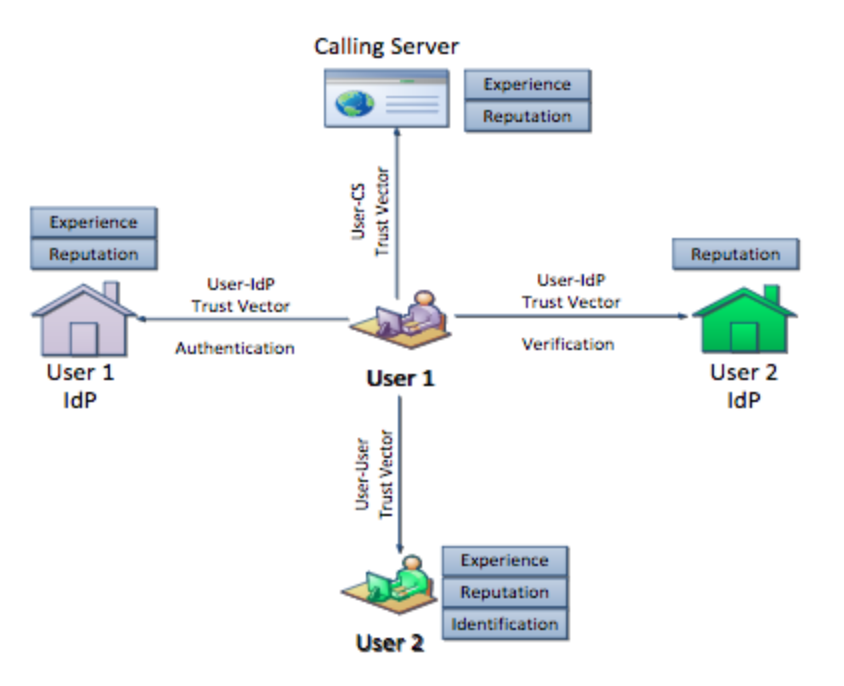 Calling Server
Experience
Reputation
User-CS
Trust Vector
Experience
Reputation
User-IdP
Trust Vector
Authentication
User 1
IdP
User 1
User-IdP
Trust Vector
Verification
Reputation
User 2
IdP
User-User
Trust Vector
Experience
Reputation
Identification
User 2